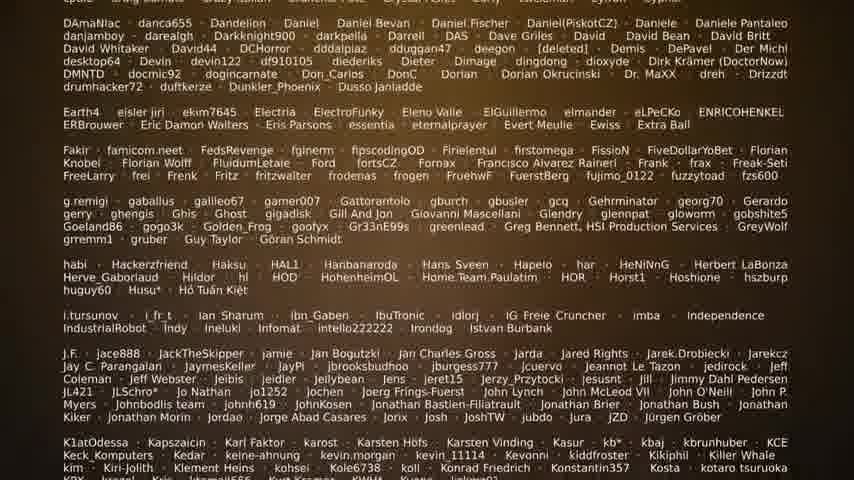 DAmaNiac · danca655 · Dandelion · Daniel · Daniel Bevan · Daniel.Fischer · Daniel(PiskotCZ) · Daniele · Daniele Pantaleo
danjamboy · darealgh · Darkknight900 · darkpella · Darrell · DAS · Dave Griles · David · David Bean · David Britt
David Whitaker · David44 · DCHorror · dddalpiaz · dduggan47 · deegon · [deleted] · Demis · DePavel · Der Michl
desktop64 · Devin · devin122 · df910105 · diederiks · Dieter · Dimage · dingdong · dioxyde · Dirk Krämer (DoctorNow)
DMNTD · docmic92 · dogincarnate · Don_Carlos · DonC · Dorian · Dorian Okrucinski · Dr. MaXX · dreh · Drizzdt
drumhacker72 · duftkerze · Dunkler_Phoenix · Dusso Janladde
Earth4 · eisler jiri · ekim7645 · Electria · ElectroFunky · Eleno Valle · ElGuillermo · elmander · eLPeCKo · ENRICOHENKEL
ERBrouwer · Eric Damon Walters · Eris Parsons · essentia · eternalprayer · Evert Meulie · Ewiss · Extra Ball
Fakir · famicom.neet · FedsRevenge · fginerm · fipscodingOD · Firielentul · firstomega · FissioN · FiveDollarYoBet · Florian
Knobel · Florian Wolff · FluidumLetale · Ford · fortsCZ · Fornax · Francisco Alvarez Raineri · Frank · frax · Freak-Seti
FreeLarry · frei · Frenk · Fritz · fritzwalter · frodenas · frogen · FruehwF · FuerstBerg · fujimo_0122 · fuzzytoad · fzs600
g.remigi · gaballus · galileo67 · gamer007 · Gattorantolo · gburch · gbusler · gcq · Gehrminator · georg70 · Gerardo
gerry · ghengis · Ghis · Ghost · gigadisk · Gill And Jon · Giovanni Mascellani · Glendry · glennpat · gloworm · gobshite5
Goeland86 · gogo3k · Golden_Frog · goofyx · Gr33nE99s · greenlead · Greg Bennett, HSI Production Services · GreyWolf
grremm1 · gruber · Guy Taylor · Göran Schmidt
habi · Hackerzfriend · Haksu · HAL1 · Hanbanaroda · Hans Sveen · Hapelo · har · HeNiNnG · Herbert LaBonza
Herve_Gaboriaud · Hildor · hl · HOD · HohenheimOL · Home.Team.Paulatim · HOR · Horst1 · Hoshione · hszburp
huguy60 · Husu* · Hồ Tuấn Kiệt
i.tursunov · i_fr_t · Ian Sharum · ibn_Gaben · IbuTronic · idlorj · IG Freie Cruncher · imba · Independence
IndustrialRobot · Indy · Ineluki · Infomat · intello222222 · Irondog · Istvan Burbank
J.F. · Jace888 · JackTheSkipper · jamie · Jan Bogutzki · Jan Charles Gross · Jarda · Jared Rights · Jarek.Drobiecki · Jarekcz
Jay C. Parangalan · JaymesKeller · JayPi · jbrooksbudhoo · jburgess777 · Jcuervo · Jeannot Le Tazon · jedirock · Jeff
Coleman · Jeff Webster · Jeibis · jeidler · Jellybean · Jens · jeret15 · Jerzy_Przytocki · jesusnt · Jill · Jimmy Dahl Pedersen
JL421 · JLSchro* · Jo Nathan · jo1252 · Jochen · Joerg Frings-Fuerst · John Lynch · John McLeod VII · John O'Neill · John P.
Myers · Johnbodlis team · johnh619 · JohnKosen · Jonathan Bastien-Filiatrault · Jonathan Brier · Jonathan Bush · Jonathan
Kiker · Jonathan Morin · Jordao · Jorge Abad Casares · Jorix · Josh · JoshTW · jubdo · Jura · JZD · Jürgen Gröber
K1atOdessa · Kapszaicin · Karl Faktor · karost · Karsten Höfs · Karsten Vinding · Kasur · kb* · kbaj · kbrunhuber · KCE
Keck_Komputers · Kedar · keine-ahnung · kevin.morgan · kevin_11114 · Kevonni · kiddfroster · Kikiphil · Killer Whale
kim · Kiri-Jolith · Klement Heins · kohsei · Kole6738 · koll · Konrad Friedrich · Konstantin357 · Kosta · kotaro tsuruoka